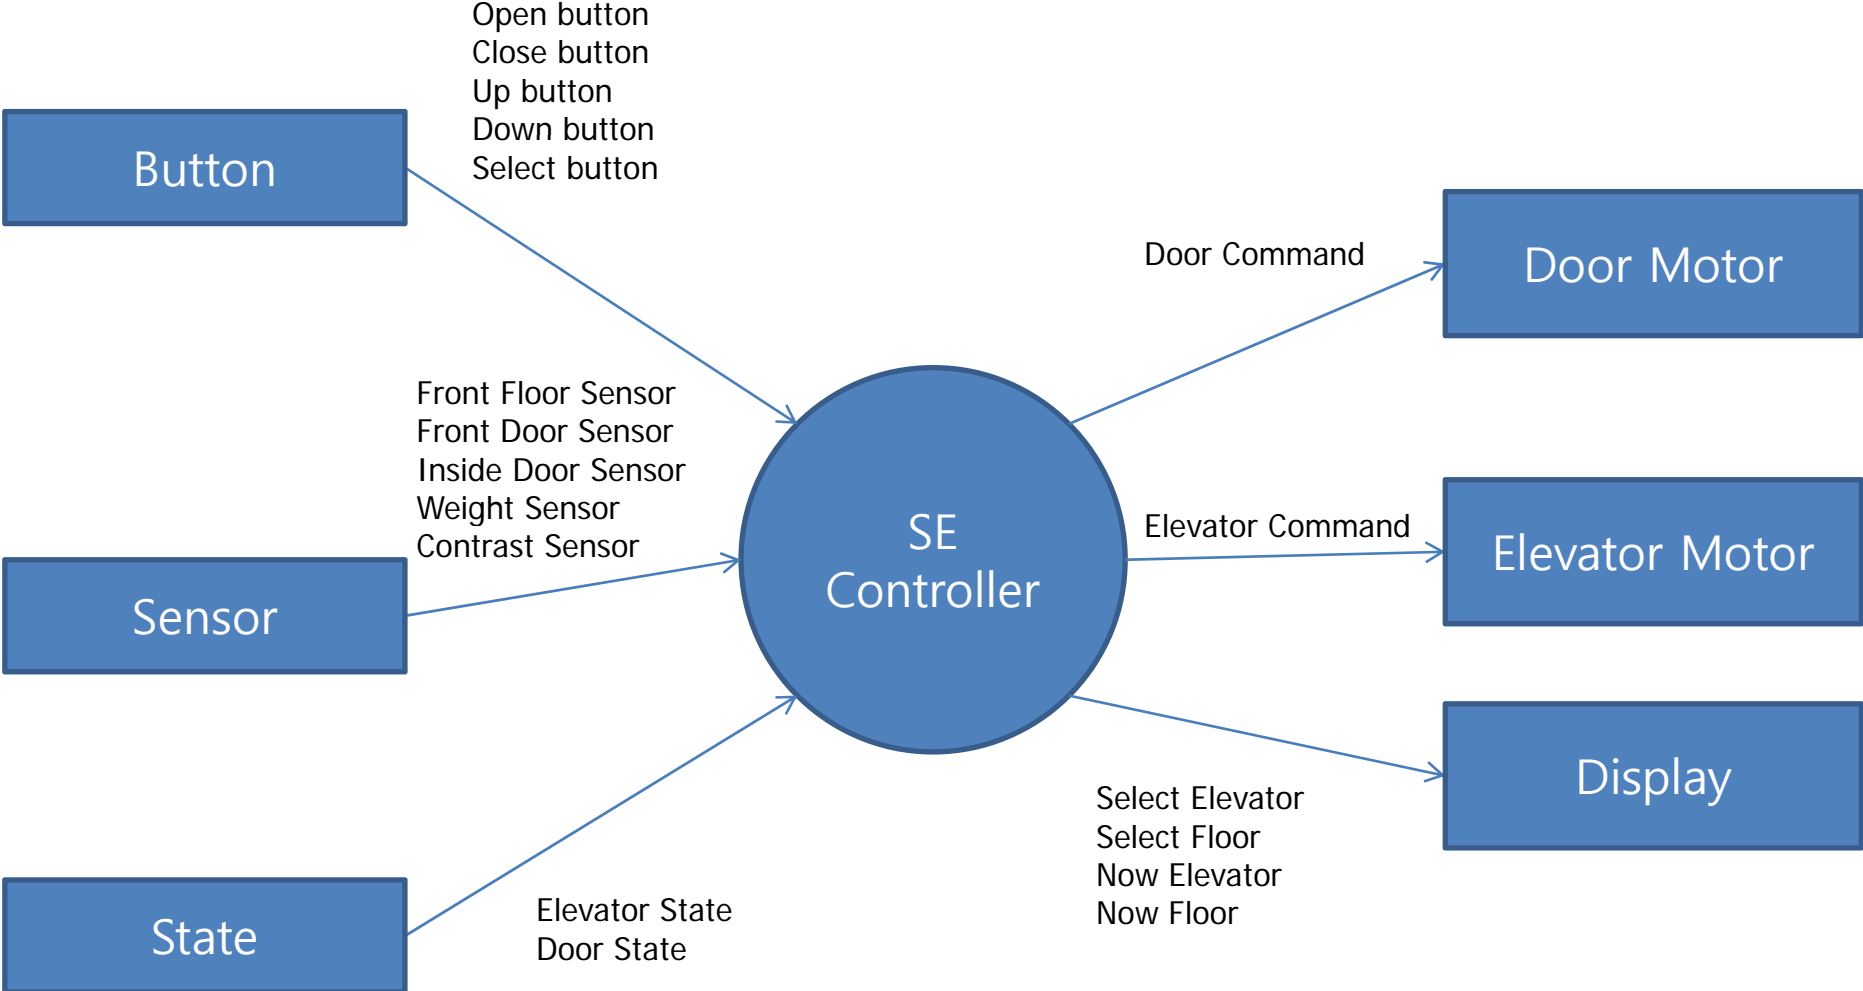 Open button
Close button
Up button
Down button
Select button
Button
Door Command
Door Motor
Front Floor Sensor
Front Door Sensor
Inside Door Sensor
Weight Sensor
Contrast Sensor
Sensor
SE
Controller
Elevator Command
Elevator Motor
Display
Select Elevator
Select Floor
Now Elevator
Now Floor
Elevator State
Door State
State